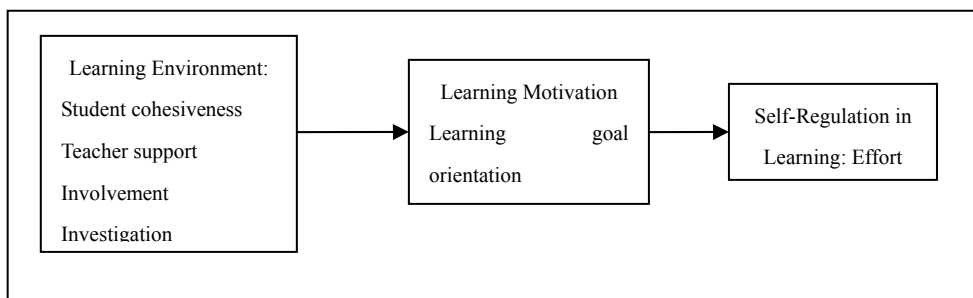 Learning Environment:
Student cohesiveness
Teacher support
Involvement
Investigation
Learning Motivation
Learning goal
orientation
Self-Regulation in
Learning: Effort